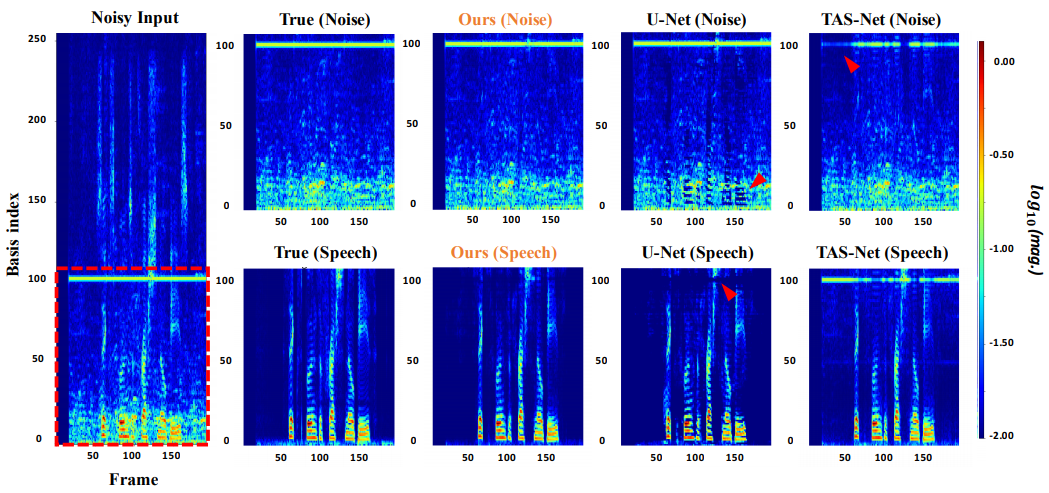 Noisy Input
True (Noise)
Ours (Noise)
U-Net (Noise)
TAS-Net (Noise)
250
200
150
100
50
0
50 100 150
Basis index
Frame
100
50
0
50 100 150
100
50
0
50 100 150
100
50
0
50 100 150
100
50
0
50 100 150
True (Speech)
Ours (Speech)
U-Net (Speech)
TAS-Net (Speech)
100
50
0
50 100 150
100
50
0
50 100 150
100
50
0
50 100 150
100
50
0
50 100 150
0.00
-0.50
-1.00
-1.50
-2.00
log10(mag.)